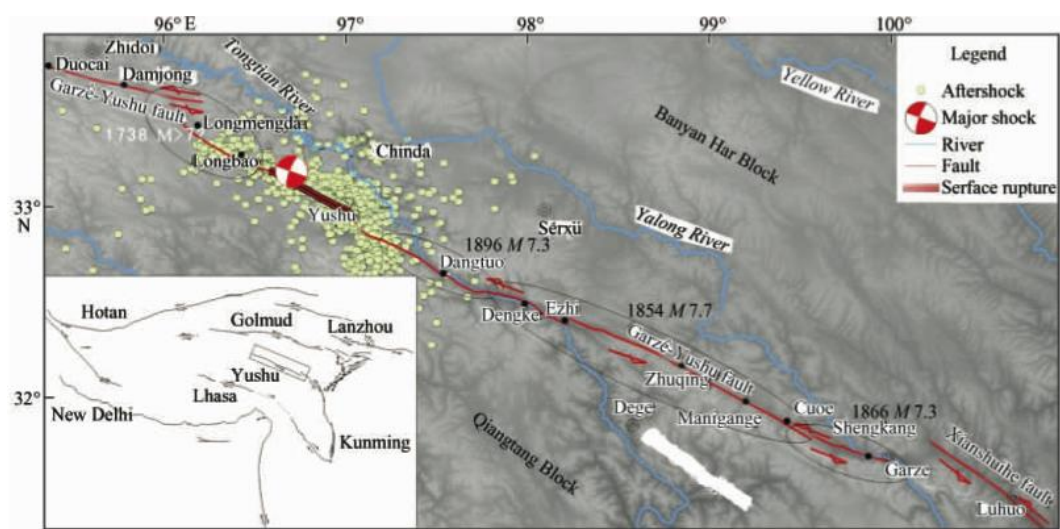 96° E
97°
98°
99°
100°
33°
N
32°
Zhidoi
Duocai
Damjong
Tongtian River
Garzê-Yushu fault
Longmengda
1738 M>7
Longbao
Chinda
Yushu
Yellow River
Banyan Har Block
Yalong River
Sêrxü
1896 M 7.3
Dangtuo
Dengke
Ezhi
1854 M 7.7
Garzê-Yushu fault
Zhuqing
Manigange
Dege
Cuoe
1866 M 7.3
Shengkang
Garze
Qiangtang Block
Xianshuihe fault
Luhuo
Legend
Aftershock
Major shock
River
Fault
Serface rupture
Hotan
Golmud
Lanzhou
Yushu
Lhasa
New Delhi
Kunming